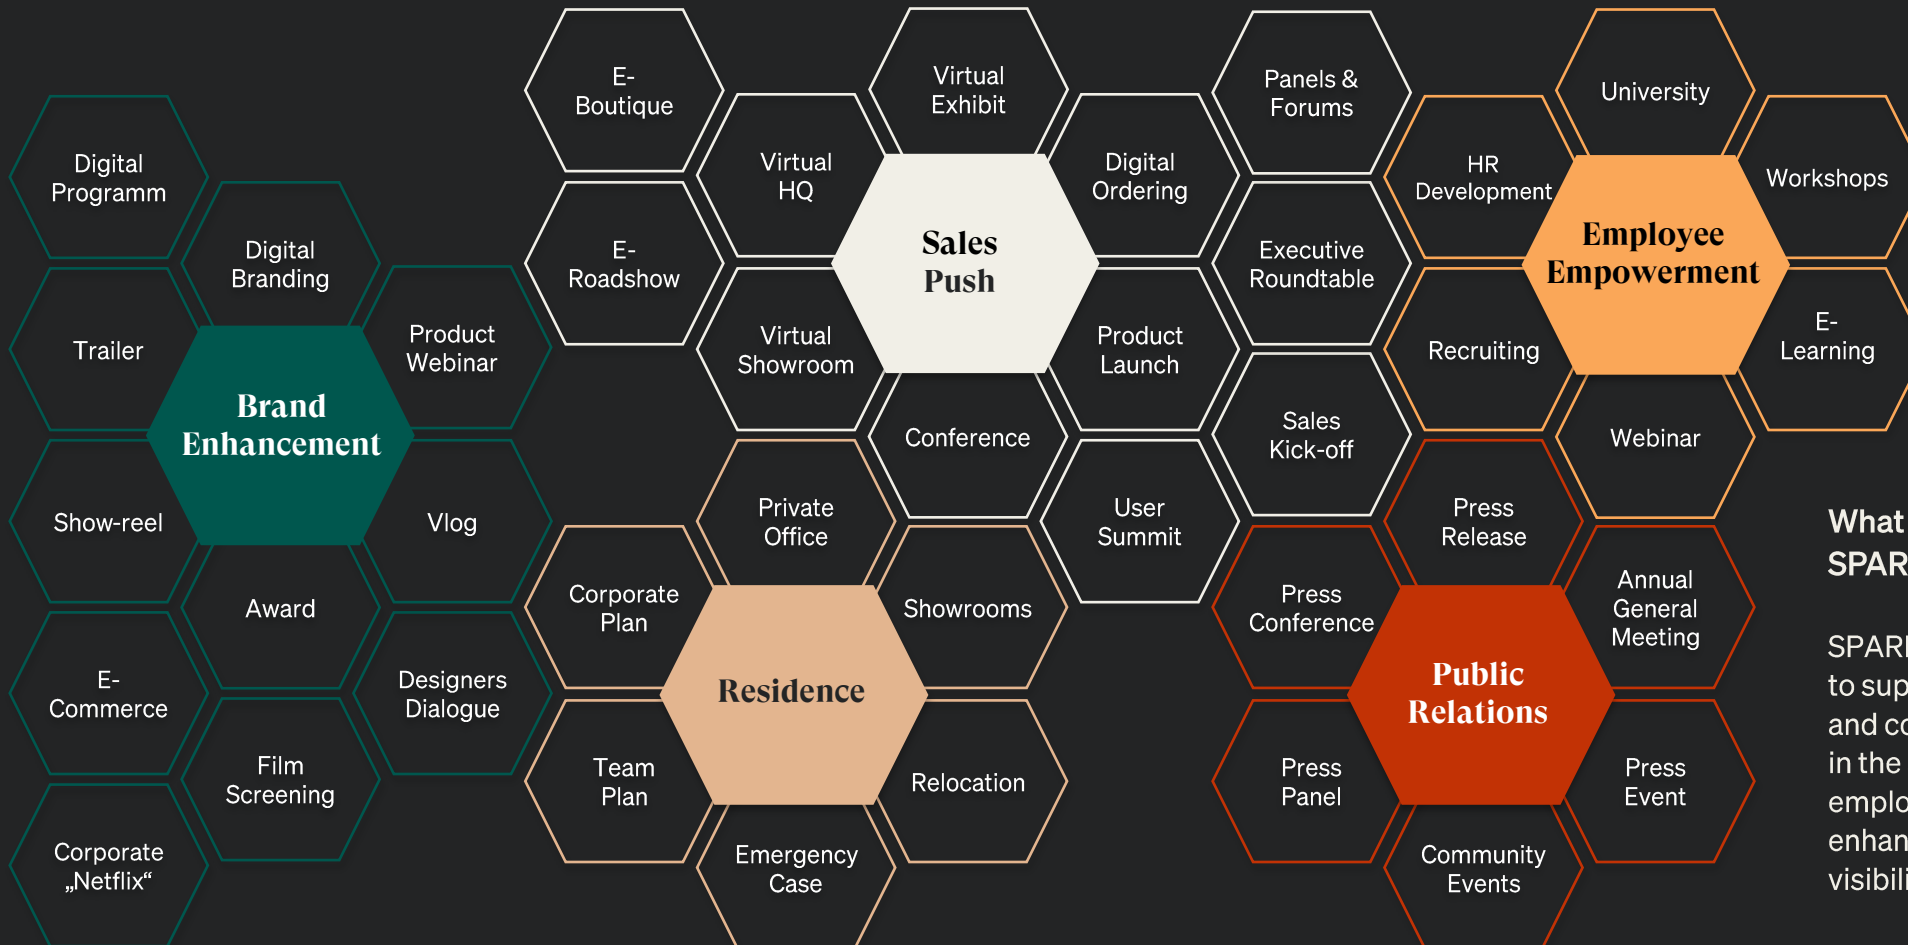 Digital
Programm
Digital
Branding
Trailer
Product
Webinar
Brand
Enhancement
Show-reel
Vlog
Award
E-
Commerce
Designers
Dialogue
Film
Screening
Corporate
„Netflix“
E-
Boutique
Virtual
HQ
Virtual
Exhibit
Digital
Ordering
Panels &
Forums
E-
Roadshow
Sales
Push
Executive
Roundtable
Virtual
Showroom
Product
Launch
Conference
Sales
Kick-off
User
Summit
University
HR
Development
Workshops
Employee
Empowerment
Recruiting
E-
Learning
Webinar
Private
Office
Corporate
Plan
Showrooms
Residence
Team
Plan
Relocation
Emergency
Case
Press
Release
Press
Conference
Annual
General
Meeting
Public
Relations
Press
Panel
Press
Event
Community
Events
What
SPAR
to sup
and co
in the
emplo
enhan
visibili